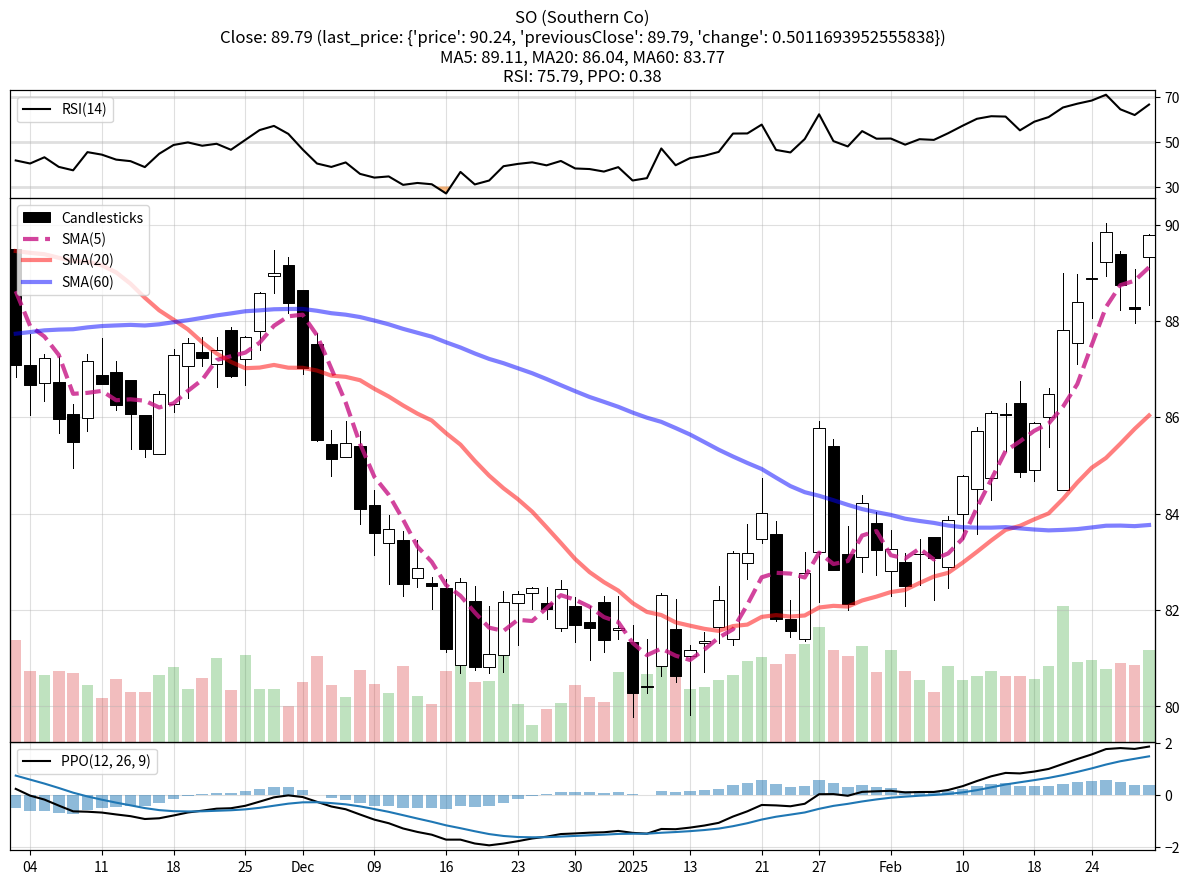 SO (Southern Co)
Close: 89.79 (last_price: {'price': 90.24, 'previousClose': 89.79, 'change': 0.5011693952555838})
MA5: 89.11, MA20: 86.04, MA60: 83.77
RSI: 75.79, PPO: 0.38
RSI(14)
70
50
30
Candlesticks
SMA(5)
SMA(20)
SMA(60)
90
88
86
84
82
80
PPO(12, 26, 9)
2
0
−2
04 11 18 25 Dec 09 16 23 30 2025 13 21 27 Feb 10 18 24